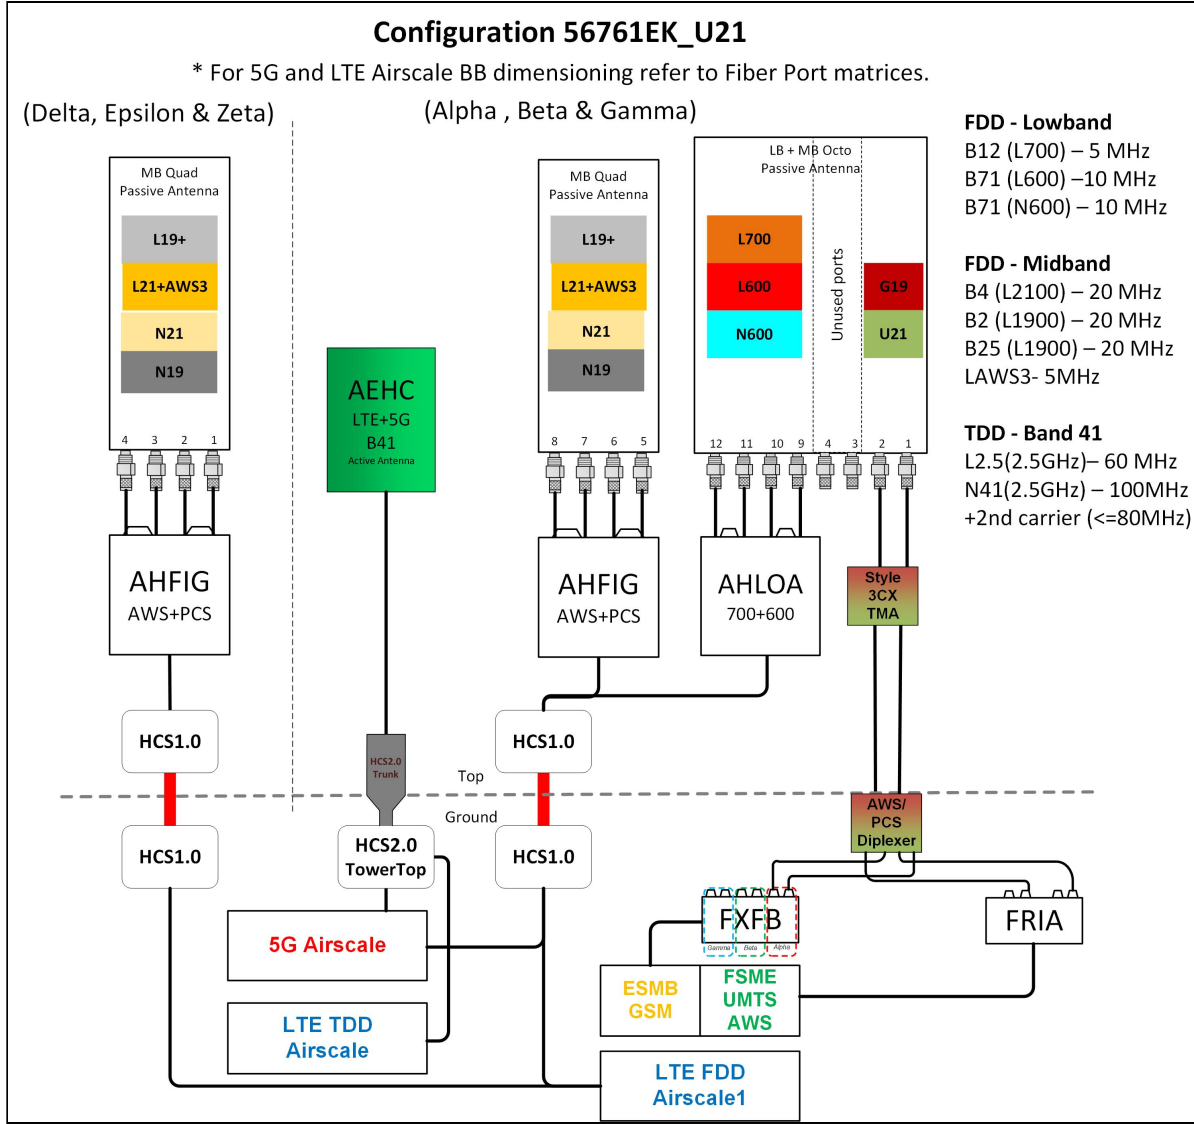 Configuration 56761EK_U21
* For 5G and LTE Airscale BB dimensioning refer to Fiber Port matrices.
(Delta, Epsilon & Zeta)
(Alpha , Beta & Gamma)
MB Quad
Passive Antenna
L19+
L21+AWS3
N21
N19
4 3 2 1
AHFIG
AWS+PCS
HCS1.0
HCS1.0
AEHC
LTE+5G
B41
Active Antenna
HCS2.0
Trunk
Top
Ground
HCS2.0
TowerTop
5G Airscale
LTE TDD
Airscale
MB Quad
Passive Antenna
L19+
L21+AWS3
N21
N19
8 7 6 5
AHFIG
AWS+PCS
HCS1.0
HCS1.0
LB + MB Octo
Passive Antenna
L700
L600
N600
Unused ports
G19
U21
12 11 10 9 4 3 2 1
AHLOA
700+600
Style
3CX
TMA
AWS/
PCS
Diplexer
FXFB
Gamma Beta Alpha
FRIA
ESMB
GSM
FSME
UMTS
AWS
LTE FDD
Airscale1
FDD - Lowband
B12 (L700) – 5 MHz
B71 (L600) –10 MHz
B71 (N600) – 10 MHz
FDD - Midband
B4 (L2100) – 20 MHz
B2 (L1900) – 20 MHz
B25 (L1900) – 20 MHz
LAWS3- 5MHz
TDD - Band 41
L2.5(2.5GHz)– 60 MHz
N41(2.5GHz) – 100MHz
+2nd carrier (<=80MHz)